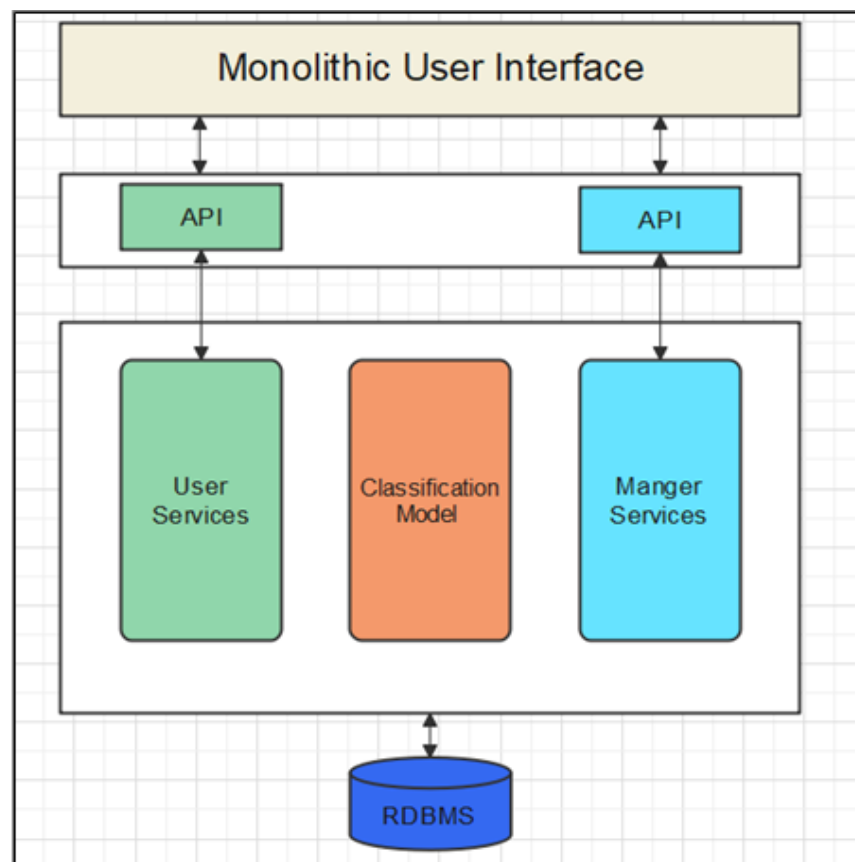 Monolithic User Interface
API
API
User
Services
Classification
Model
Manger
Services
RDBMS